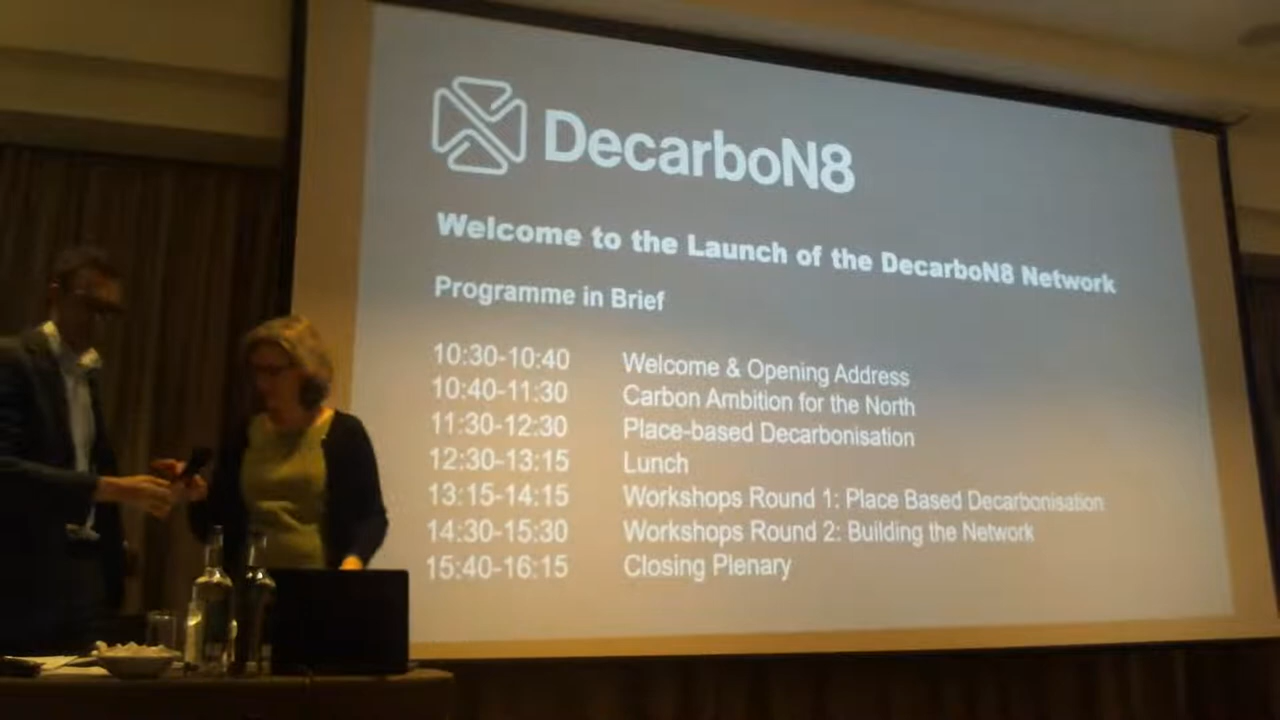 DecarboN8
Welcome to the Launch of the DecarboN8 Network
Programme in Brief
10:30-10:40 Welcome & Opening Address
10:40-11:30 Carbon Ambition for the North
11:30-12:30 Place-based Decarbonisation
12:30-13:15 Lunch
13:15-14:15 Workshops Round 1: Place Based Decarbonisation
14:30-15:30 Workshops Round 2: Building the Network
15:40-16:15 Closing Plenary